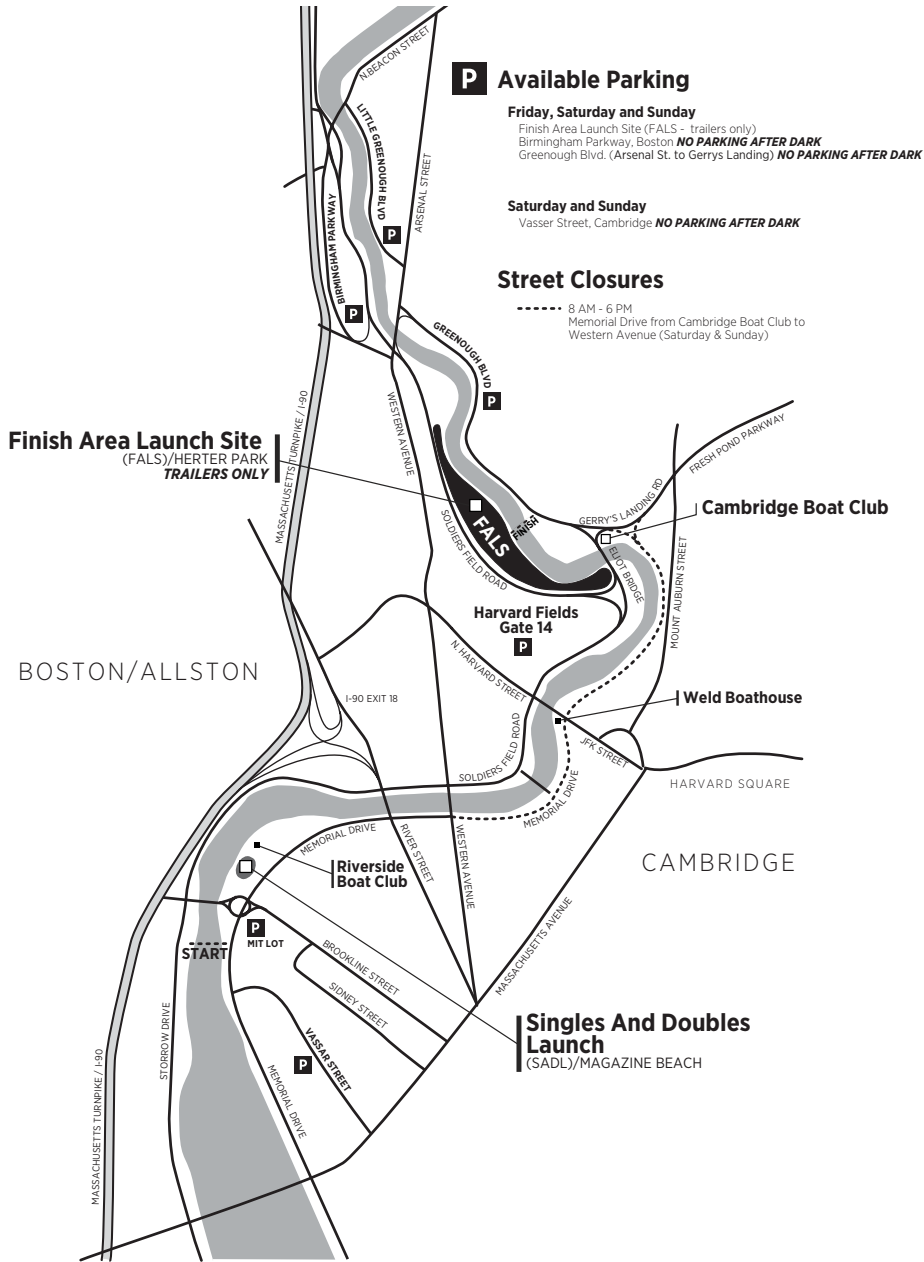 N.BEACON STREET
P Available Parking
Friday, Saturday and Sunday
Finish Area Launch Site (FALS - trailers only)
Birmingham Parkway, Boston NO PARKING AFTER DARK
Greenough Blvd. (Arsenal St. to Gerrys Landing) NO PARKING AFTER DARK
Saturday and Sunday
Vasser Street, Cambridge NO PARKING AFTER DARK
Street Closures
8 AM - 6 PM
Memorial Drive from Cambridge Boat Club to
Western Avenue (Saturday & Sunday)
LITTLE GREENOUGH BLVD
P
ARSENAL STREET
BIRMINGHAM PARKWAY
P
GREENOUGH BLVD
P
MASSACHUSETTS TURNPIKE / I-90
WESTERN AVENUE
Finish Area Launch Site
(FALS)/HERTER PARK
TRAILERS ONLY
FRESH POND PARKWAY
GERRY'S LANDING RD
Cambridge Boat Club
FALS
FINISH
SOLDIERS FIELD ROAD
ELIOT BRIDGE
MOUNT AUBURN STREET
Harvard Fields
Gate 14
P
N. HARVARD STREET
BOSTON/ALLSTON
I-90 EXIT 18
Weld Boathouse
SOLDIERS FIELD ROAD
JFK STREET
HARVARD SQUARE
MEMORIAL DRIVE
MEMORIAL DRIVE
RIVER STREET
WESTERN AVENUE
CAMBRIDGE
Riverside
Boat Club
MASSACHUSETTS AVENUE
P
MIT LOT
START
BROOKLINE STREET
SIDNEY STREET
STORROW DRIVE
VASSAR STREET
P
MEMORIAL DRIVE
Singles And Doubles
Launch
(SADL)/MAGAZINE BEACH
MASSACHUSETTS TURNPIKE / I-90